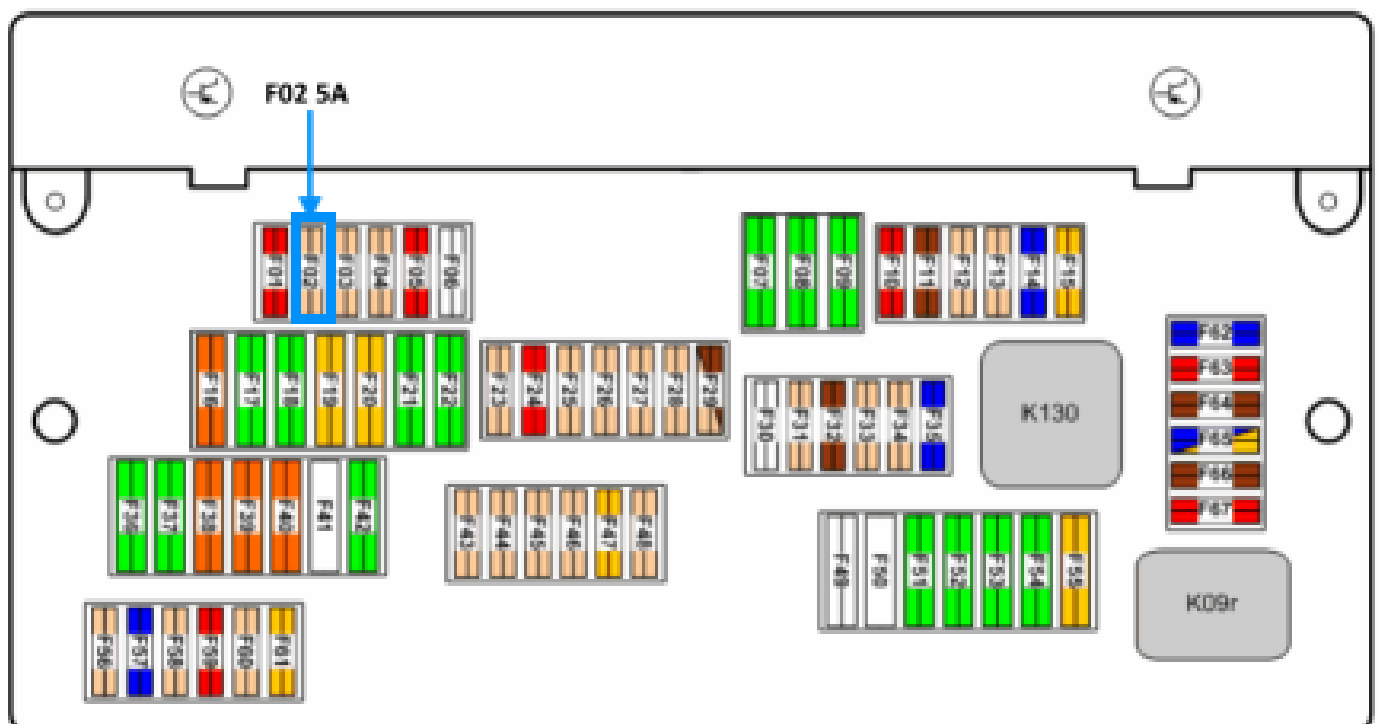 F02 5A
F01 F02 F03 F04 F05 F06
F07 F08 F09
F10 F11 F12 F13 F14 F15
F16 F17 F18 F19 F20 F21 F22
F23 F24 F25 F26 F27 F28 F29
F30 F31 F32 F33 F34 F35
K130
F62
F63
F64
F65
F66
F67
F36 F37 F38 F39 F40 F41 F42
F43 F44 F45 F46 F47 F48
F49 F50 F51 F52 F53 F54 F55
K09r
F56 F57 F58 F59 F60 F61